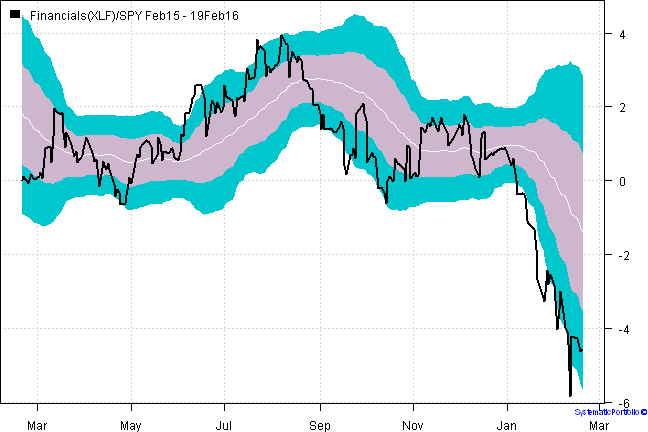 Financials(XLF)/SPY Feb15 - 19Feb16
4
2
0
-2
-4
-6
SystematicPortfolio ©
Mar May Jul Sep Nov Jan Mar